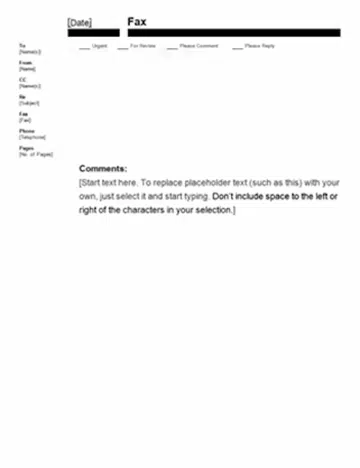 [Date] Fax
___ Urgent ___ For Review ___ Please Comment ___ Please Reply
To
[Name(s)]
From
[Name]
CC
[Name(s)]
Re
[Subject]
Fax
[Fax]
Phone
[Telephone]
Pages
[No. of Pages]
Comments:
[Start text here. To replace placeholder text (such as this) with your
own, just select it and start typing. Don't include space to the left or
right of the characters in your selection.]